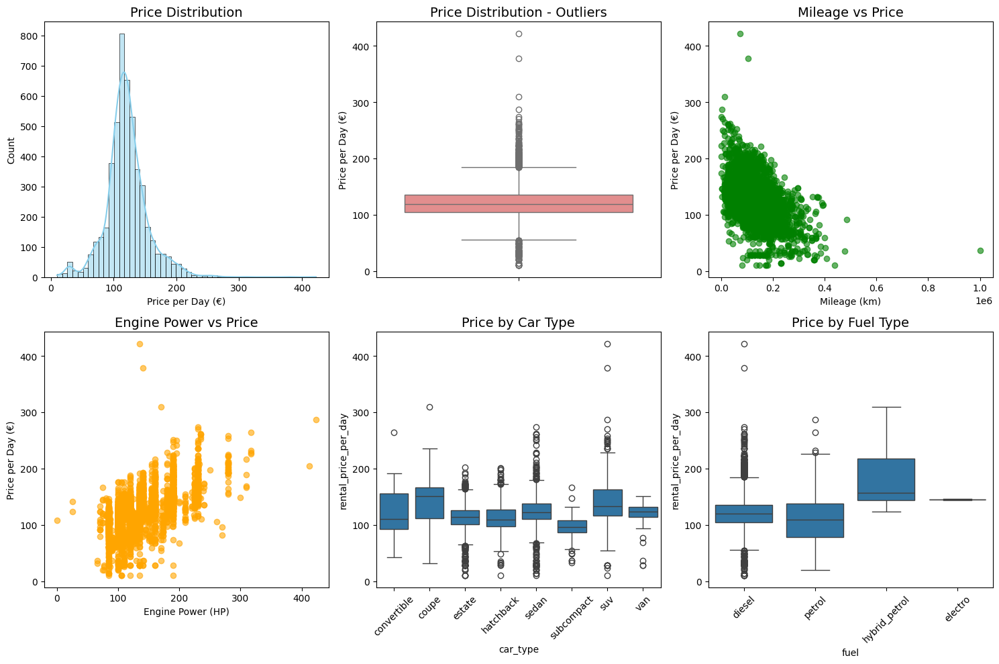 Price Distribution
800
700
600
500
400
300
200
100
0
Count
0 100 200 300 400
Price per Day (€)
Price Distribution - Outliers
400
300
200
100
0
Price per Day (€)
Mileage vs Price
400
300
200
100
0
Price per Day (€)
0.0 0.2 0.4 0.6 0.8 1.0
1e6
Mileage (km)
Engine Power vs Price
400
300
200
100
0
Price per Day (€)
0 100 200 300 400
Engine Power (HP)
Price by Car Type
400
300
200
100
0
rental_price_per_day
convertible
coupe
estate
hatchback
sedan
subcompact
suv
van
car_type
Price by Fuel Type
400
300
200
100
0
rental_price_per_day
diesel
petrol
hybrid_petrol
electro
fuel